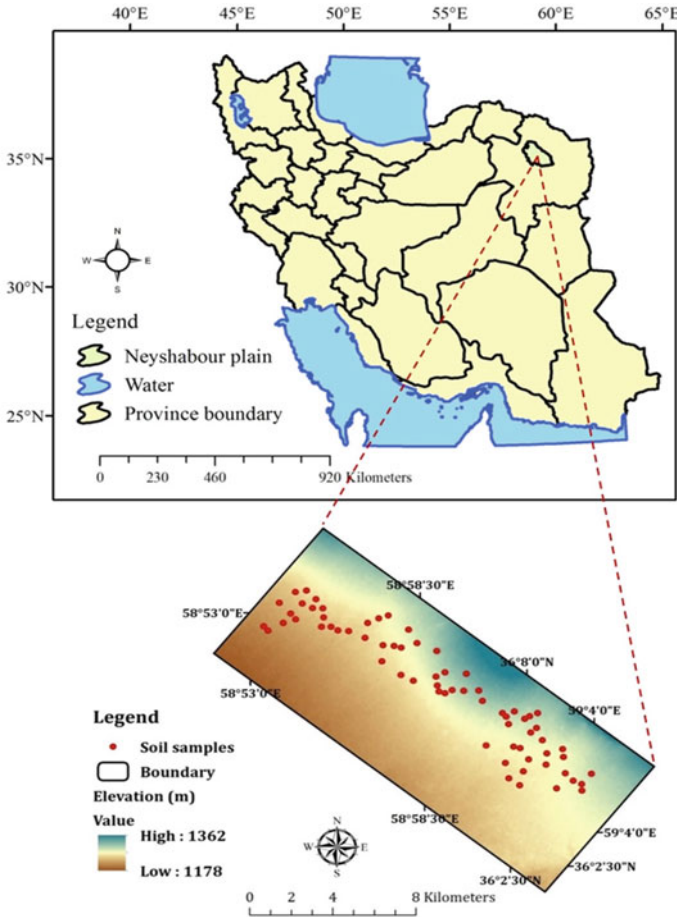 40°E 45°E 50°E 55°E 60°E 65°E
35°N
30°N
25°N
N
W E
S
Legend
Neyshabour plain
Water
Province boundary
0 230 460 920 Kilometers
58°58'30"E
58°53'0"E
36°8'0"N
58°53'0"E
59°4'0"E
Legend
Soil samples
Boundary
Elevation (m)
Value
High : 1362
Low : 1178
N
W E
S
58°58'30"E
59°4'0"E
36°2'30"N
36°2'30"N
0 2 4 8 Kilometers